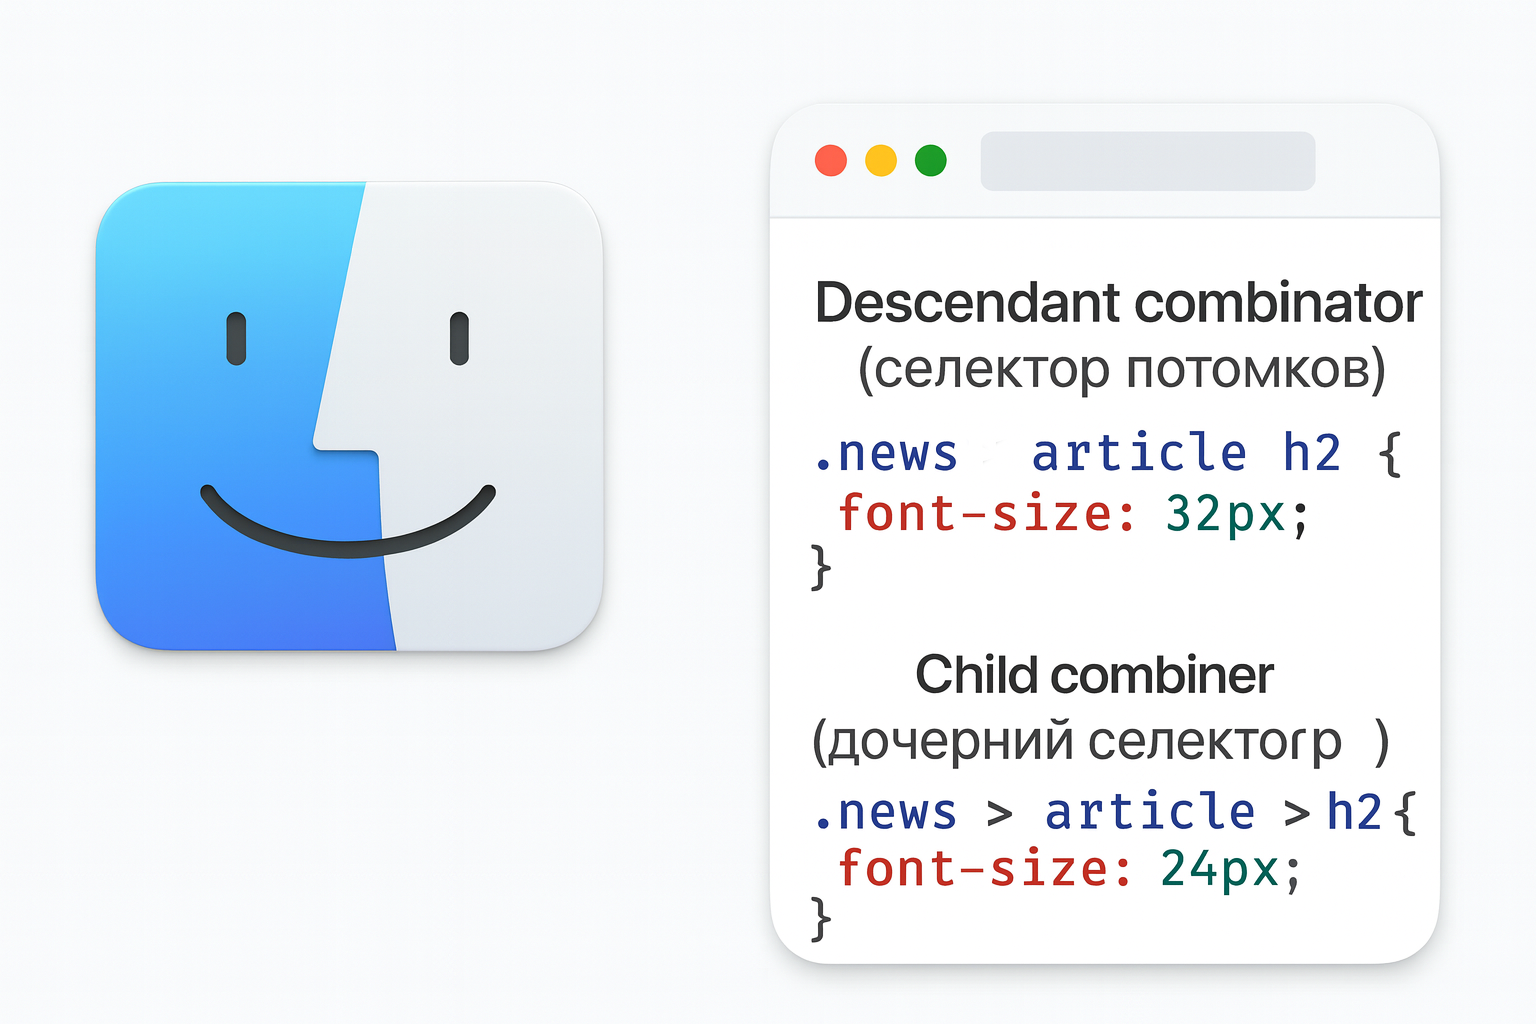 Descendant combinator
(селектор потомков)
.news article h2 {
font-size: 32px;
}
Child combiner
(дочерний селектоґр )
.news > article > h2 {
font-size: 24px;
}